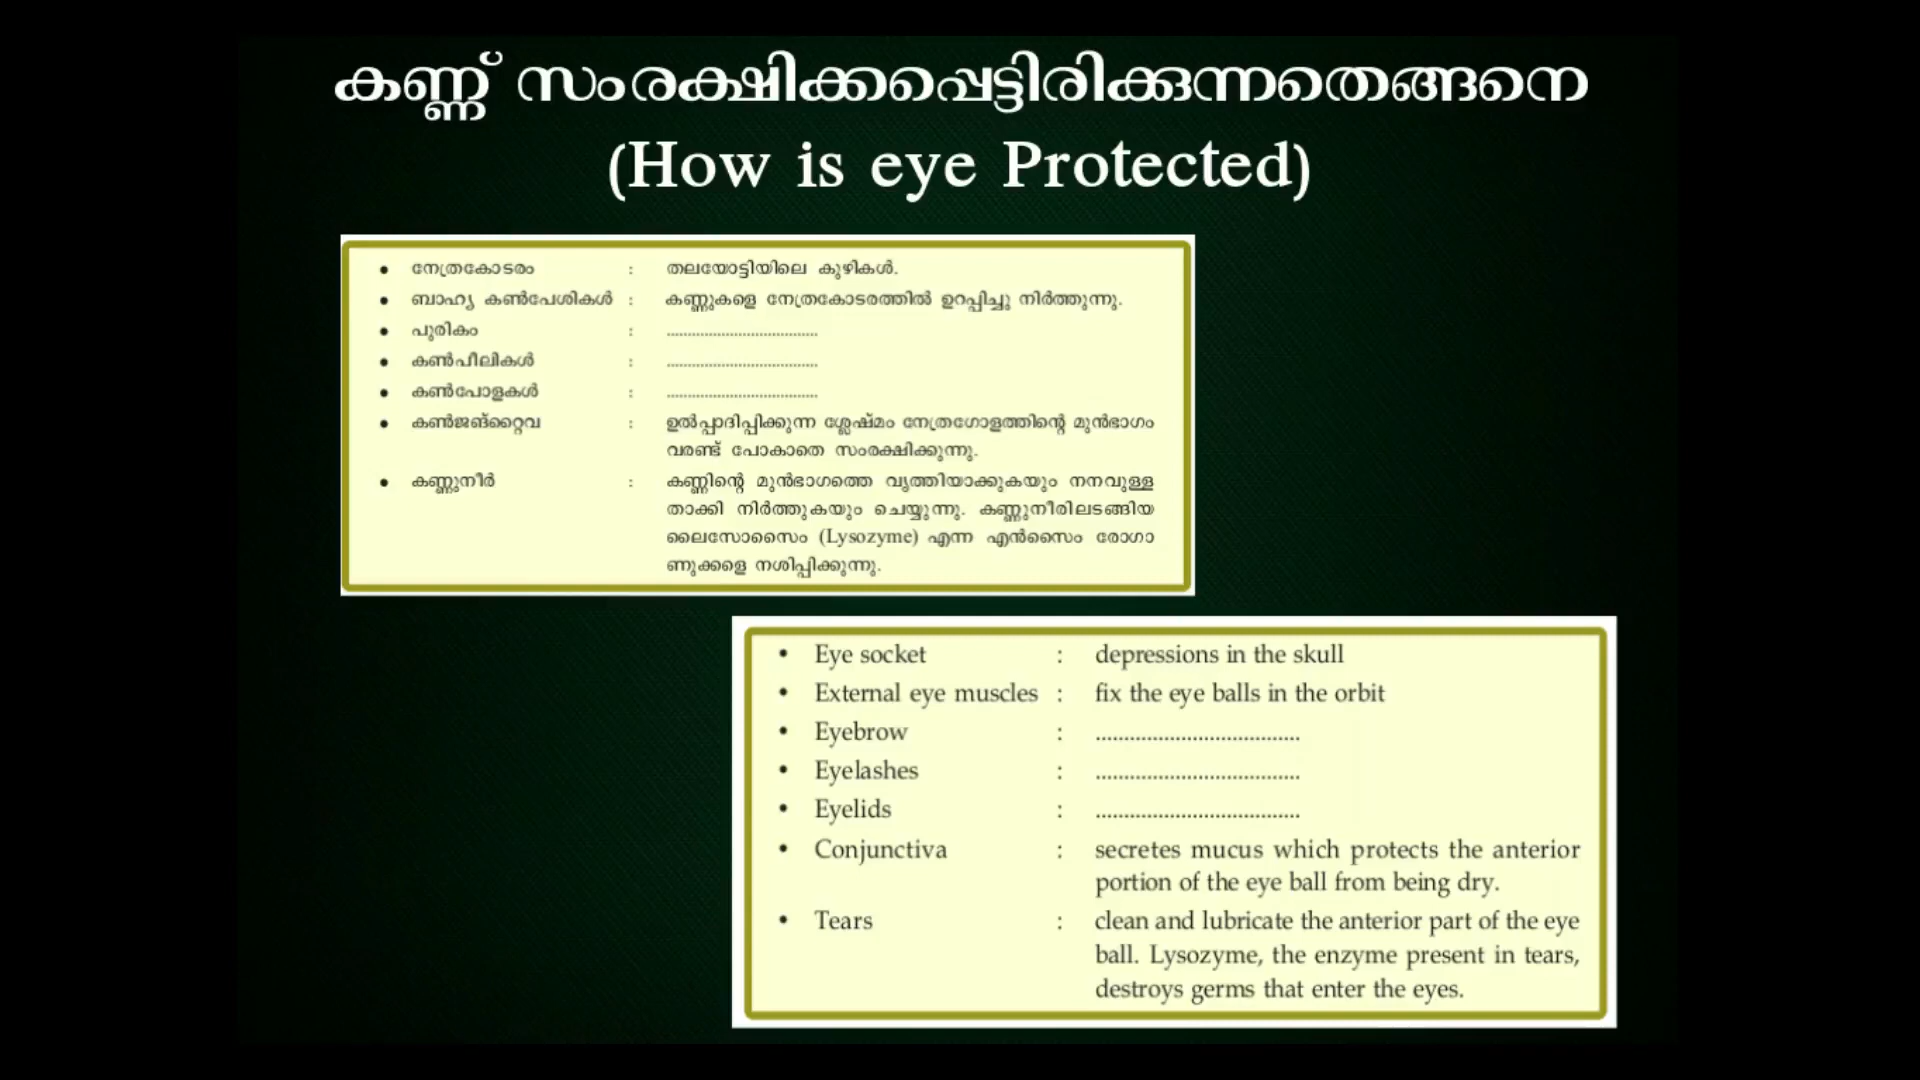 കണ്ണ് സംരക്ഷിക്കപ്പെട്ടിരിക്കുന്നതെങ്ങനെ
(How is eye Protected)
• നേത്രകോടരം : തലയോട്ടിയിലെ കുഴികൾ.
• ബാഹ്യ കൺപേശികൾ : കണ്ണുകളെ നേത്രകോടരത്തിൽ ഉറപ്പിച്ചു നിർത്തുന്നു.
• പുരികം : ....................................
• കൺപീലികൾ : ....................................
• കൺപോളകൾ : ....................................
• കൺജങ്റ്റൈവ : ഉൽപ്പാദിപ്പിക്കുന്ന ശ്ലേഷ്മം നേത്രഗോളത്തിന്റെ മുൻഭാഗം
വരണ്ട് പോകാതെ സംരക്ഷിക്കുന്നു.
• കണ്ണുനീർ : കണ്ണിന്റെ മുൻഭാഗത്തെ വൃത്തിയാക്കുകയും നനവുള്ള
താക്കി നിർത്തുകയും ചെയ്യുന്നു. കണ്ണുനീരിലടങ്ങിയ
ലൈസോസൈം (Lysozyme) എന്ന എൻസൈം രോഗാ
ണുക്കളെ നശിപ്പിക്കുന്നു.
• Eye socket : depressions in the skull
• External eye muscles : fix the eye balls in the orbit
• Eyebrow : ....................................
• Eyelashes : ....................................
• Eyelids : ....................................
• Conjunctiva : secretes mucus which protects the anterior
portion of the eye ball from being dry.
• Tears : clean and lubricate the anterior part of the eye
ball. Lysozyme, the enzyme present in tears,
destroys germs that enter the eyes.